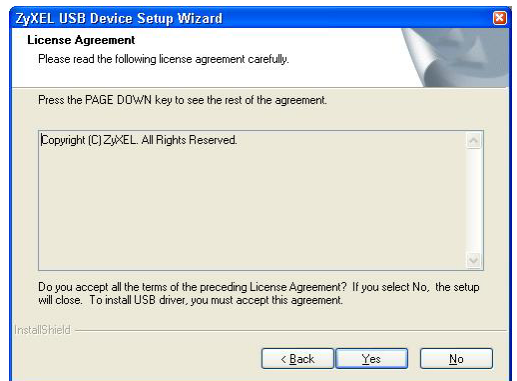 ZyXEL USB Device Setup Wizard
License Agreement
Please read the following license agreement carefully.
Press the PAGE DOWN key to see the rest of the agreement.
Copyright (C) ZyXEL. All Rights Reserved.
Do you accept all the terms of the preceding License Agreement? If you select No, the setup
will close. To install USB driver, you must accept this agreement.
InstallShield
< Back
Yes
No